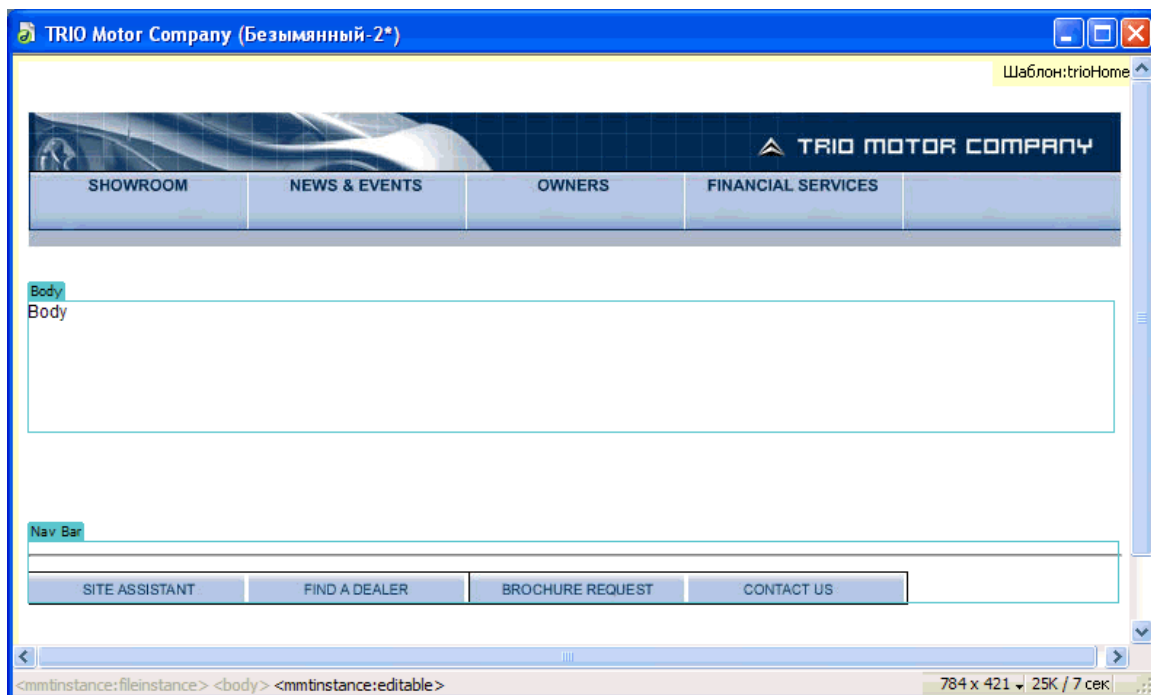 TRIO Motor Company (Безымянный-2*)
Шаблон:trioHome
TRIO MOTOR COMPANY
SHOWROOM NEWS & EVENTS OWNERS FINANCIAL SERVICES
Body
Body
Nav Bar
SITE ASSISTANT FIND A DEALER BROCHURE REQUEST CONTACT US
<mmtinstance:fileinstance> <body> <mmtinstance:editable> 784 x 421 25K / 7 сек